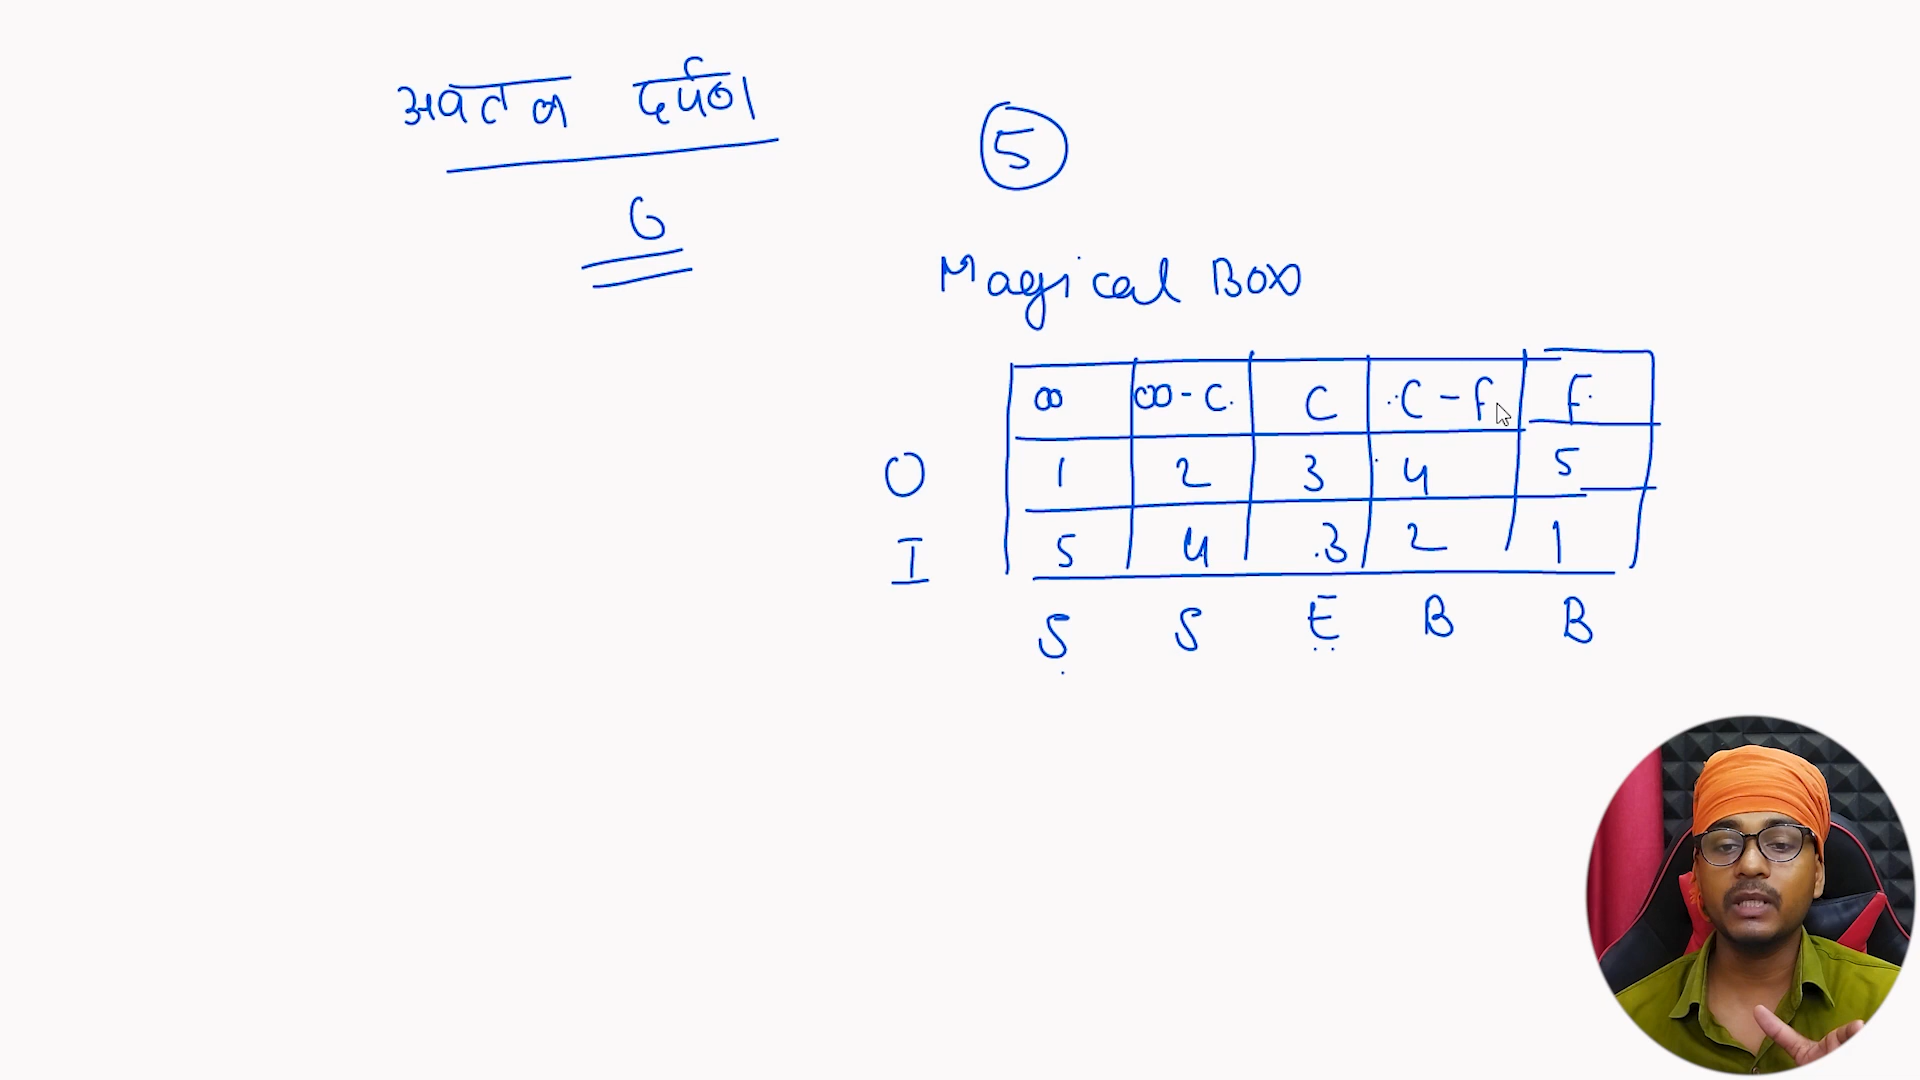 अवतल दर्पण
6
5
Magical Box
∞ ∞-C. C .C-F F.
O 1 2 3 4 5
I 5 4 .3 2 1
S S E B B